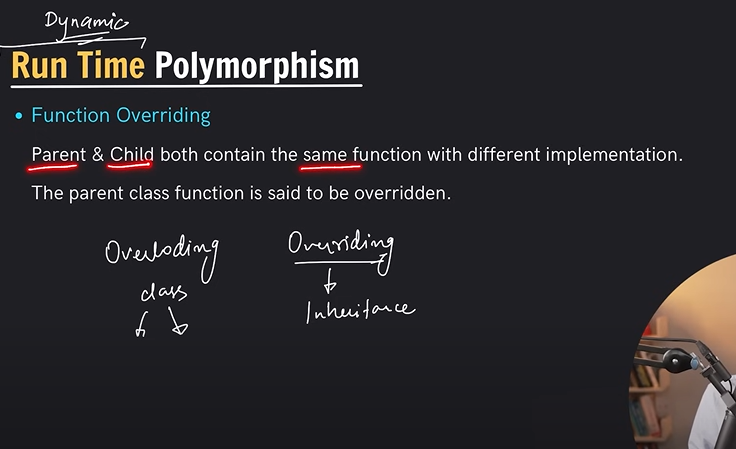 Dynamic
Run Time Polymorphism
• Function Overriding
Parent & Child both contain the same function with different implementation.
The parent class function is said to be overridden.
Overloding Overriding
class
Inheritance